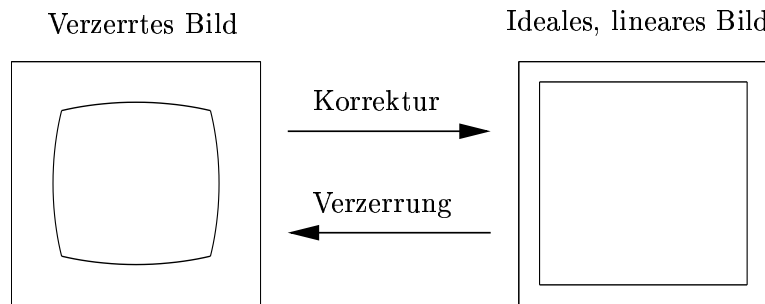 Verzerrtes Bild
Ideales, lineares Bild
Korrektur
Verzerrung